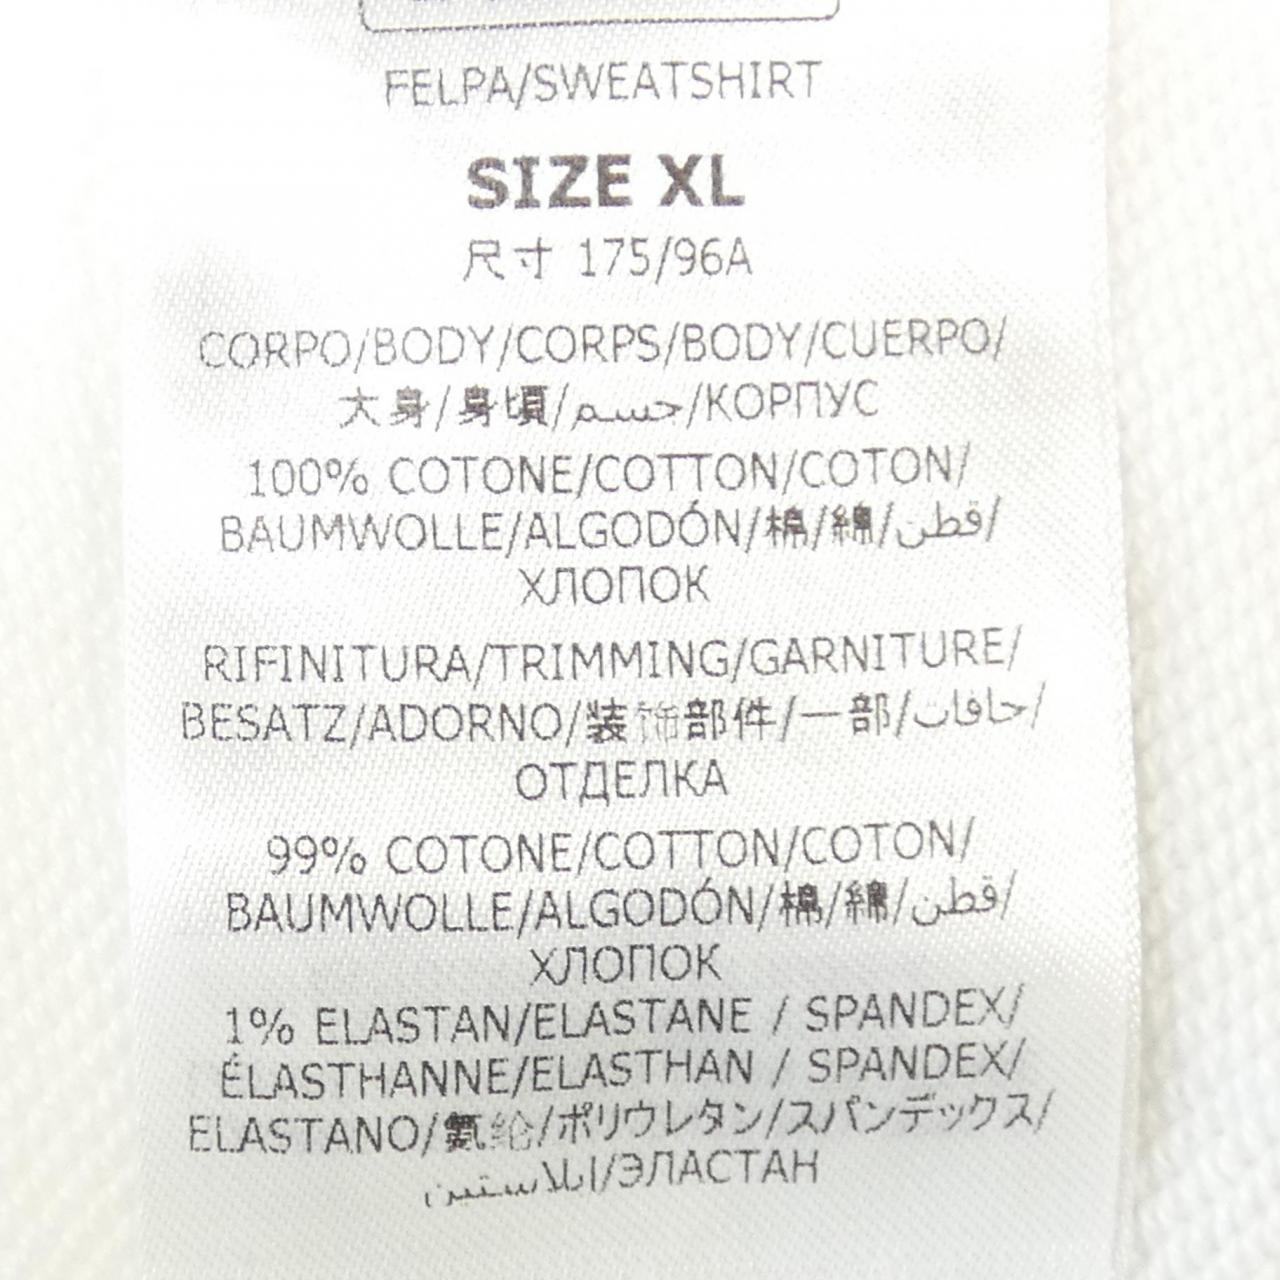 FELPA/SWEATSHIRT
SIZE XL
尺寸 175/96A
CORPO/BODY/CORPS/BODY/CUERPO/
大身/身頃/جسم/КОРПУС
100% COTONE/COTTON/COTON/
BAUMWOLLE/ALGODÓN/棉/綿/قطن/
ХЛОПОК
RIFINITURA/TRIMMING/GARNITURE/
BESATZ/ADORNO/装饰部件/一部/حافات/
ОТДЕЛКА
99% COTONE/COTTON/COTON/
BAUMWOLLE/ALGODÓN/棉/綿/قطن/
ХЛОПОК
1% ELASTAN/ELASTANE / SPANDEX/
ÉLASTHANNE/ELASTHAN / SPANDEX/
ELASTANO/氨纶/ポリウレタン/スパンデックス/
ايلاستين/ЭЛАСТАН